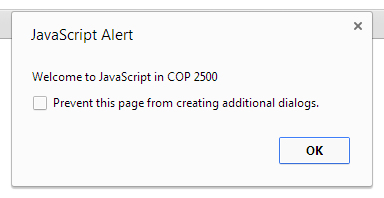 JavaScript Alert
Welcome to JavaScript in COP 2500
Prevent this page from creating additional dialogs.
OK